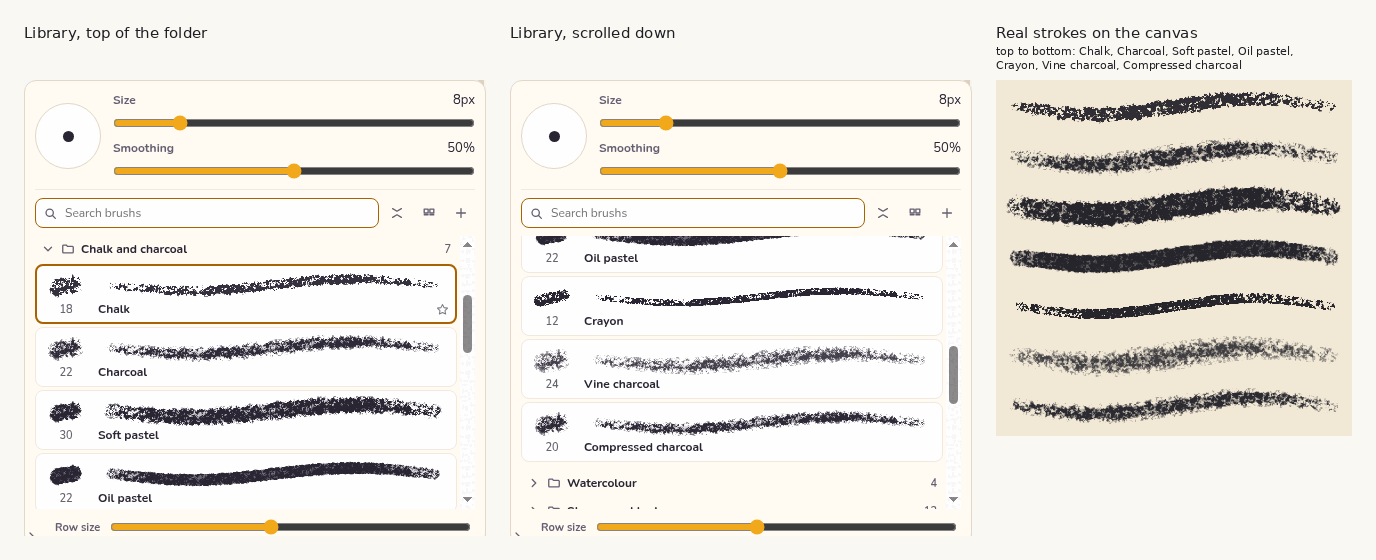 Library, top of the folder
Size
8px
Smoothing
50%
Search brushs
Chalk and charcoal
7
18
Chalk
22
Charcoal
30
Soft pastel
22
Oil pastel
Row size
Library, scrolled down
Size
8px
Smoothing
50%
Search brushs
22
Oil pastel
12
Crayon
24
Vine charcoal
20
Compressed charcoal
Watercolour
4
Row size
Real strokes on the canvas
top to bottom: Chalk, Charcoal, Soft pastel, Oil pastel,
Crayon, Vine charcoal, Compressed charcoal